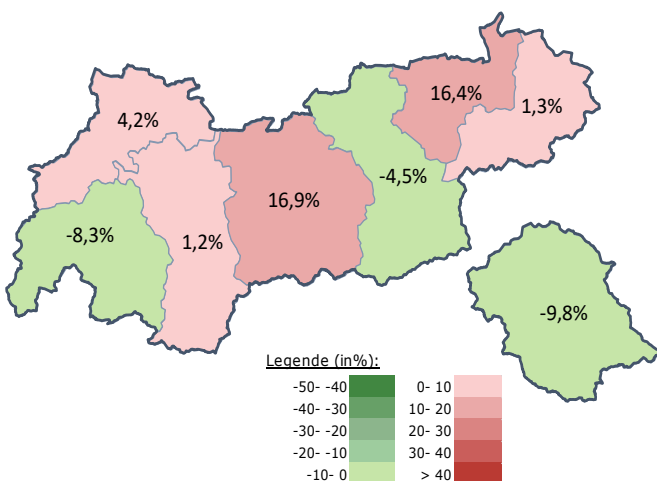 16,4%
4,2%
1,3%
-4,5%
16,9%
-8,3%
1,2%
-9,8%
Legende (in%):
-50- -40 0- 10
-40- -30 10- 20
-30- -20 20- 30
-20- -10 30- 40
-10- 0 > 40